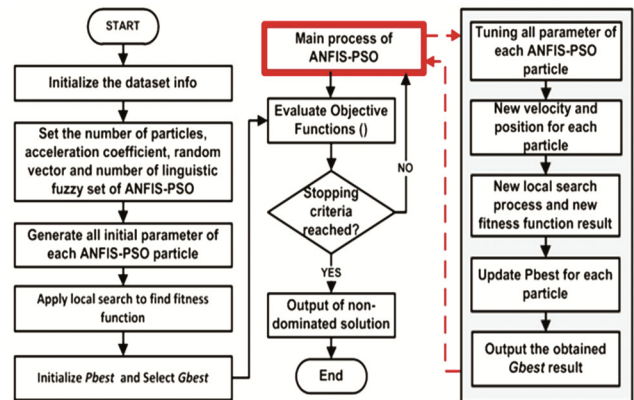 START
Initialize the dataset info
Set the number of particles,
acceleration coefficient, random
vector and number of linguistic
fuzzy set of ANFIS-PSO
Generate all initial parameter of
each ANFIS-PSO particle
Apply local search to find fitness
function
Initialize Pbest and Select Gbest
Main process of
ANFIS-PSO
Evaluate Objective
Functions ()
Stopping
criteria
reached?
NO
YES
Output of non-
dominated solution
End
Tuning all parameter of
each ANFIS-PSO
particle
New velocity and
position for each
particle
New local search
process and new
fitness function result
Update Pbest for each
particle
Output the obtained
Gbest result